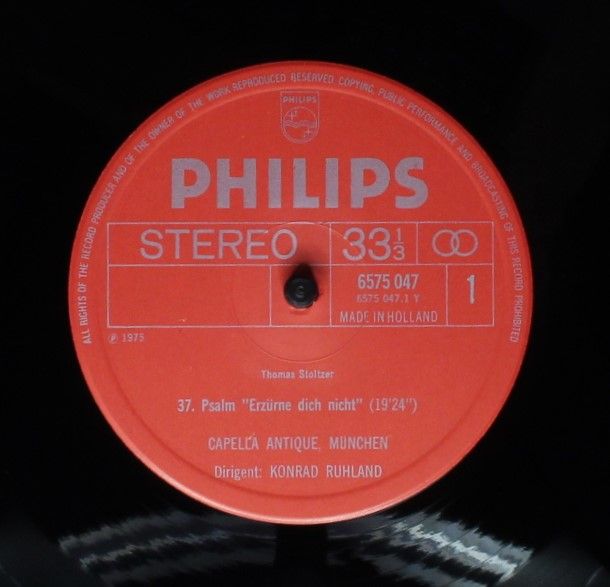 ALL RIGHTS OF THE RECORD PRODUCER AND OF THE OWNER OF THE WORK REPRODUCED RESERVED. COPYING, PUBLIC PERFORMANCE AND BROADCASTING OF THIS RECORD PROHIBITED
PHILIPS
PHILIPS
STEREO 33 1/3
6575 047 1
6575 047.1 Y
MADE IN HOLLAND
℗ 1975
Thomas Stoltzer
37. Psalm "Erzürne dich nicht" (19'24")
CAPELLA ANTIQUE, MÜNCHEN
Dirigent: KONRAD RUHLAND